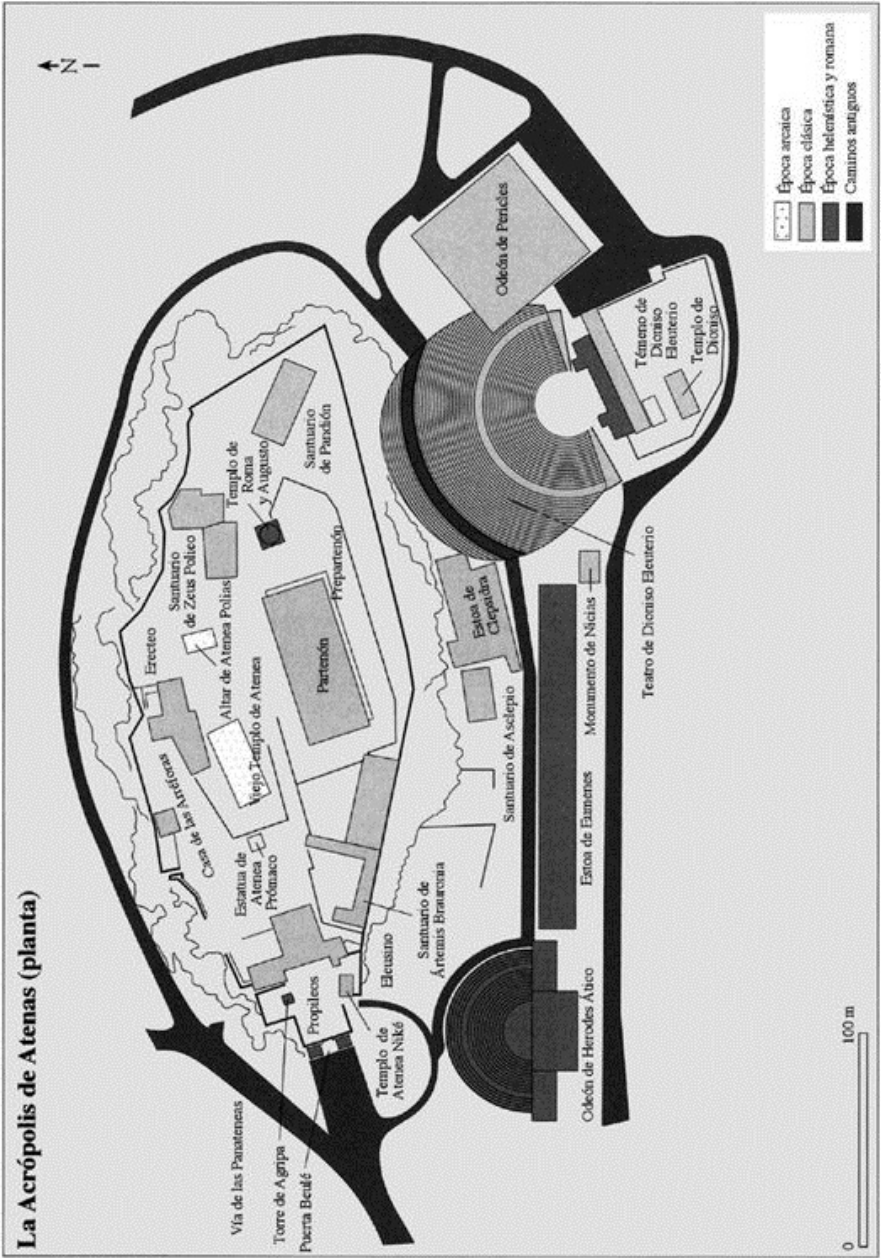 La Acrópolis de Atenas (planta)
N
Vía de las Panateneas
Torre de Agripa
Puerta Beulé
Propileos
Templo de
Atenea Niké
Eleusino
Estatua de
Atenea
Prómaco
Casa de las Arréforas
Erecteo
Viejo Templo de Atenea
Altar de Atenea Polias
Santuario
de Zeus Polieo
Templo de
Roma
y Augusto
Santuario
de Pandión
Partenón
Prepartenón
Santuario de
Ártemis Brauronia
Santuario de Asclepio
Estoa de
Clepsidra
Odeón de Pericles
Témeno de
Dioniso
Eleuterio
Templo de
Dioniso
Teatro de Dioniso Eleuterio
Monumento de Nicias
Estoa de Eumenes
Odeón de Herodes Ático
Época arcaica
Época clásica
Época helenística y romana
Caminos antiguos
0
100 m